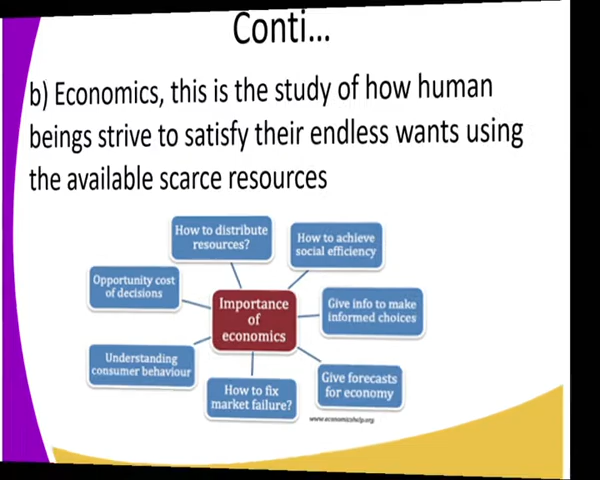 Conti...
b) Economics, this is the study of how human
beings strive to satisfy their endless wants using
the available scarce resources
How to distribute
resources?
How to achieve
social efficiency
Opportunity cost
of decisions
Importance
of
economics
Give info to make
informed choices
Understanding
consumer behaviour
How to fix
market failure?
Give forecasts
for economy
www.economicshelp.org